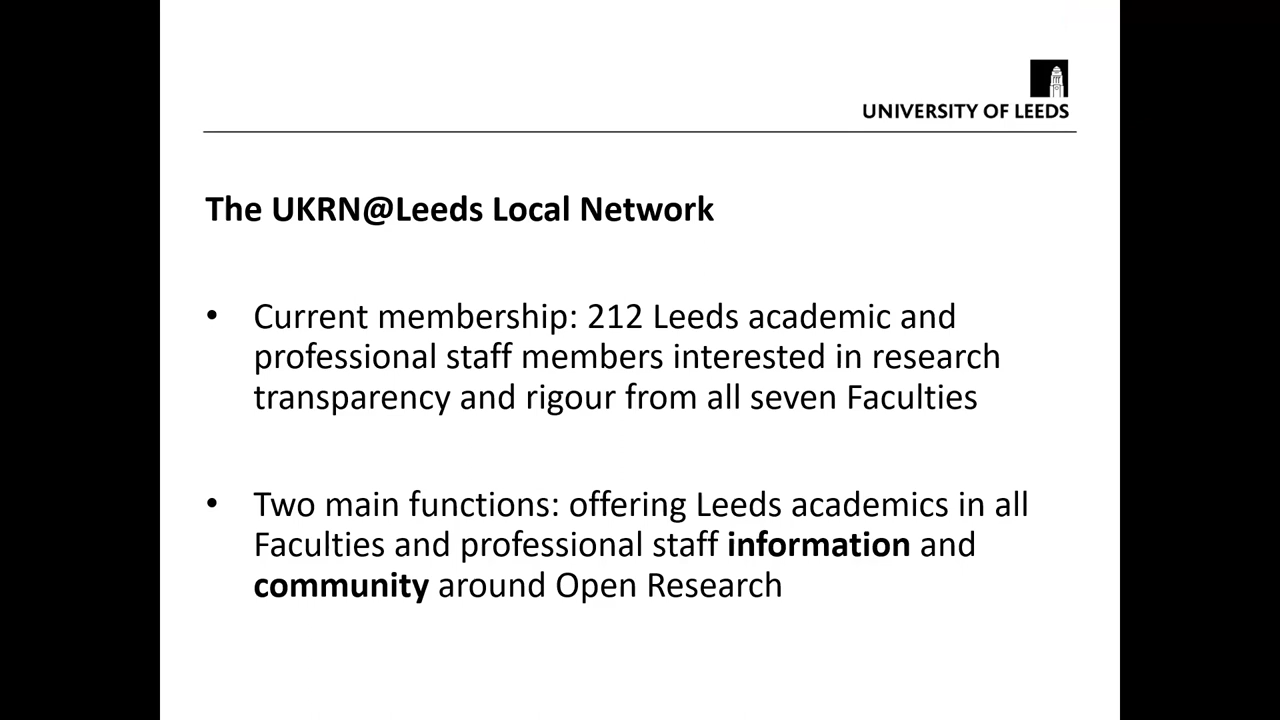 UNIVERSITY OF LEEDS
The UKRN@Leeds Local Network
• Current membership: 212 Leeds academic and
professional staff members interested in research
transparency and rigour from all seven Faculties
• Two main functions: offering Leeds academics in all
Faculties and professional staff information and
community around Open Research